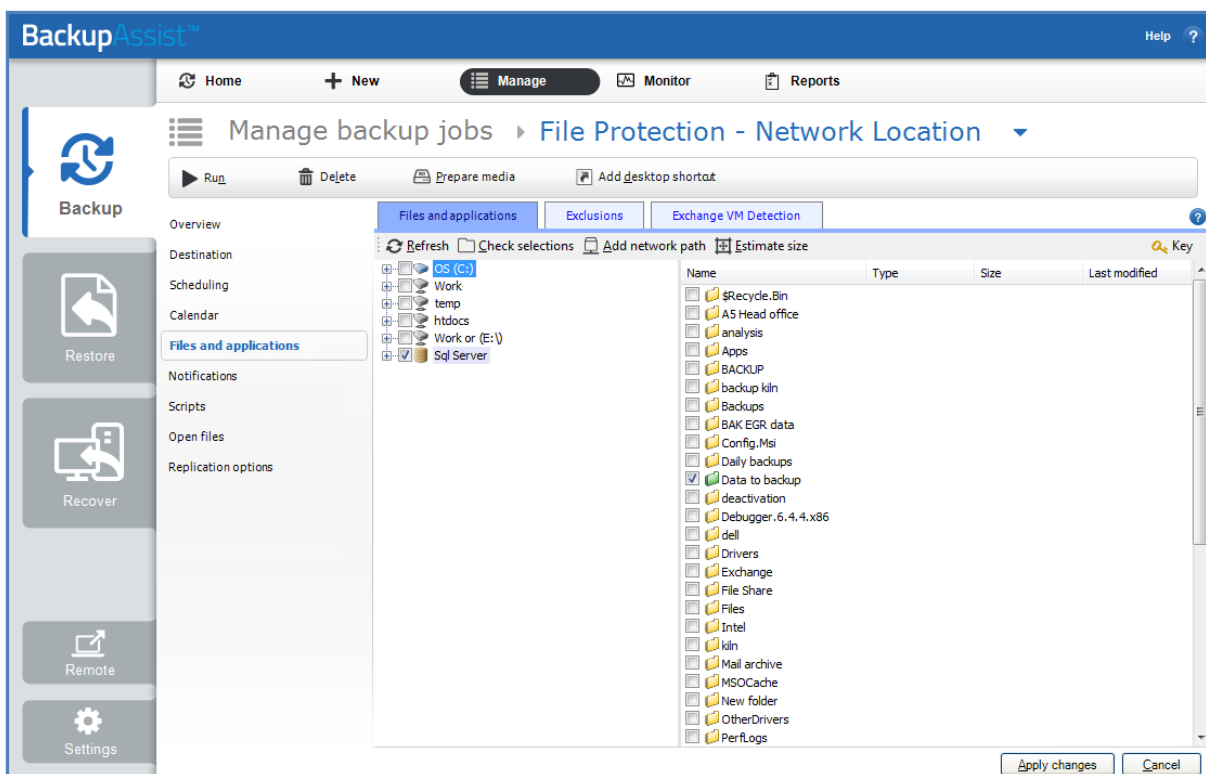 BackupAssist™
Help ?
Home New Manage Monitor Reports
Manage backup jobs File Protection - Network Location
Run Delete Prepare media Add desktop shortcut
Backup
Restore
Recover
Remote
Settings
Overview
Destination
Scheduling
Calendar
Files and applications
Notifications
Scripts
Open files
Replication options
Files and applications Exclusions Exchange VM Detection ?
Refresh Check selections Add network path Estimate size Key
OS (C:)
Work
temp
htdocs
Work or (E:\)
Sql Server
Name Type Size Last modified
$Recycle.Bin
A5 Head office
analysis
Apps
BACKUP
backup kiln
Backups
BAK EGR data
Config.Msi
Daily backups
Data to backup
deactivation
Debugger.6.4.4.x86
dell
Drivers
Exchange
File Share
Files
Intel
kiln
Mail archive
MSOCache
New folder
OtherDrivers
PerfLogs
Apply changes Cancel